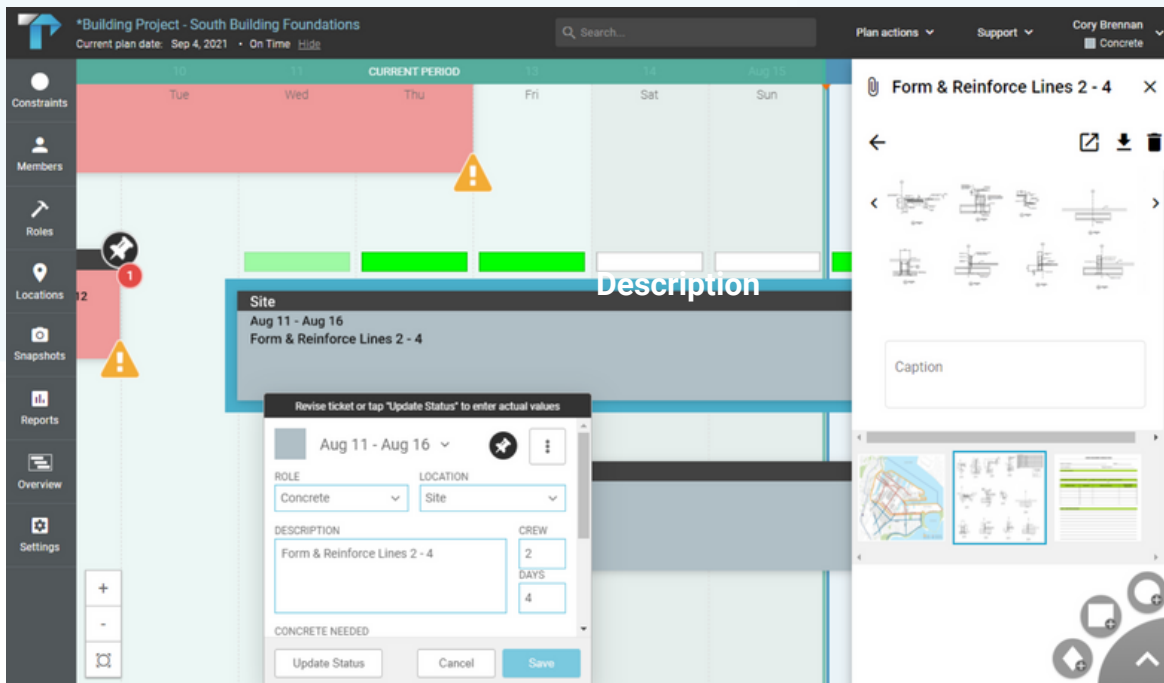 *Building Project - South Building Foundations
Current plan date: Sep 4, 2021 • On Time Hide
Search...
Plan actions
Support
Cory Brennan
Concrete
Constraints
Members
Roles
Locations
Snapshots
Reports
Overview
Settings
10
11
CURRENT PERIOD
13
14
Aug 15
Tue
Wed
Thu
Fri
Sat
Sun
1
12
Description
Site
Aug 11 - Aug 16
Form & Reinforce Lines 2 - 4
Revise ticket or tap "Update Status" to enter actual values
Aug 11 - Aug 16
ROLE
LOCATION
Concrete
Site
DESCRIPTION
CREW
Form & Reinforce Lines 2 - 4
2
DAYS
4
CONCRETE NEEDED
Update Status
Cancel
Save
+
-
Form & Reinforce Lines 2 - 4
Caption